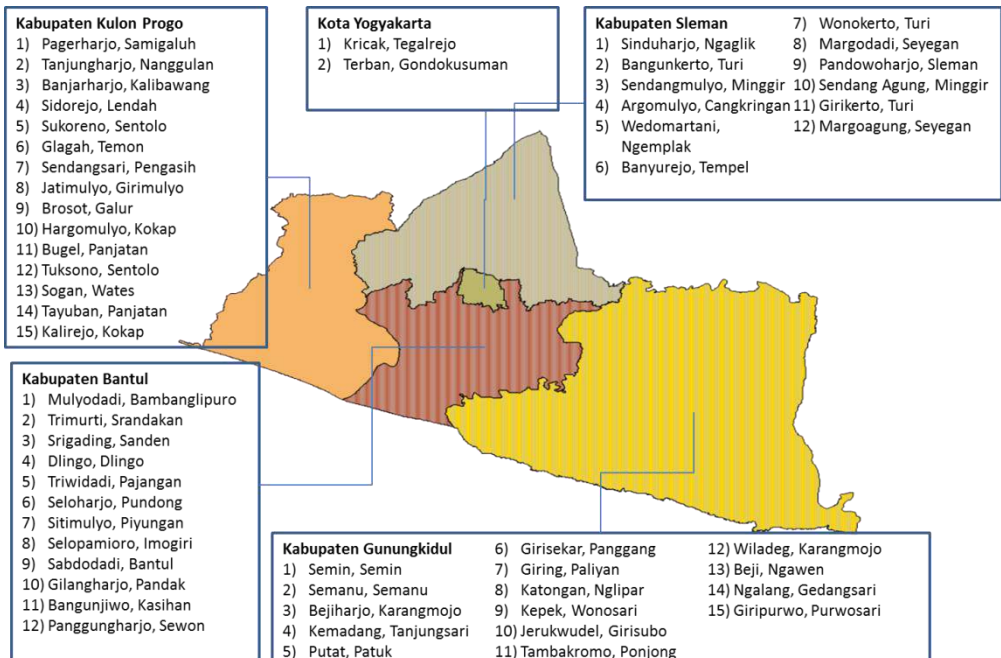 Kabupaten Kulon Progo
1) Pagerharjo, Samigaluh
2) Tanjungharjo, Nanggulan
3) Banjarharjo, Kalibawang
4) Sidorejo, Lendah
5) Sukoreno, Sentolo
6) Glagah, Temon
7) Sendangsari, Pengasih
8) Jatimulyo, Girimulyo
9) Brosot, Galur
10) Hargomulyo, Kokap
11) Bugel, Panjatan
12) Tuksono, Sentolo
13) Sogan, Wates
14) Tayuban, Panjatan
15) Kalirejo, Kokap
Kota Yogyakarta
1) Kricak, Tegalrejo
2) Terban, Gondokusuman
Kabupaten Sleman
1) Sinduharjo, Ngaglik
2) Bangunkerto, Turi
3) Sendangmulyo, Minggir
4) Argomulyo, Cangkringan
5) Wedomartani,
Ngemplak
6) Banyurejo, Tempel
7) Wonokerto, Turi
8) Margodadi, Seyegan
9) Pandowoharjo, Sleman
10) Sendang Agung, Minggir
11) Girikerto, Turi
12) Margoagung, Seyegan
Kabupaten Bantul
1) Mulyodadi, Bambanglipuro
2) Trimurti, Srandakan
3) Srigading, Sanden
4) Dlingo, Dlingo
5) Triwidadi, Pajangan
6) Seloharjo, Pundong
7) Sitimulyo, Piyungan
8) Selopamioro, Imogiri
9) Sabdodadi, Bantul
10) Gilangharjo, Pandak
11) Bangunjiwo, Kasihan
12) Panggungharjo, Sewon
Kabupaten Gunungkidul
1) Semin, Semin
2) Semanu, Semanu
3) Bejiharjo, Karangmojo
4) Kemadang, Tanjungsari
5) Putat, Patuk
6) Girisekar, Panggang
7) Giring, Paliyan
8) Katongan, Nglipar
9) Kepek, Wonosari
10) Jerukwudel, Girisubo
11) Tambakromo, Ponjong
12) Wiladeg, Karangmojo
13) Beji, Ngawen
14) Ngalang, Gedangsari
15) Giripurwo, Purwosari